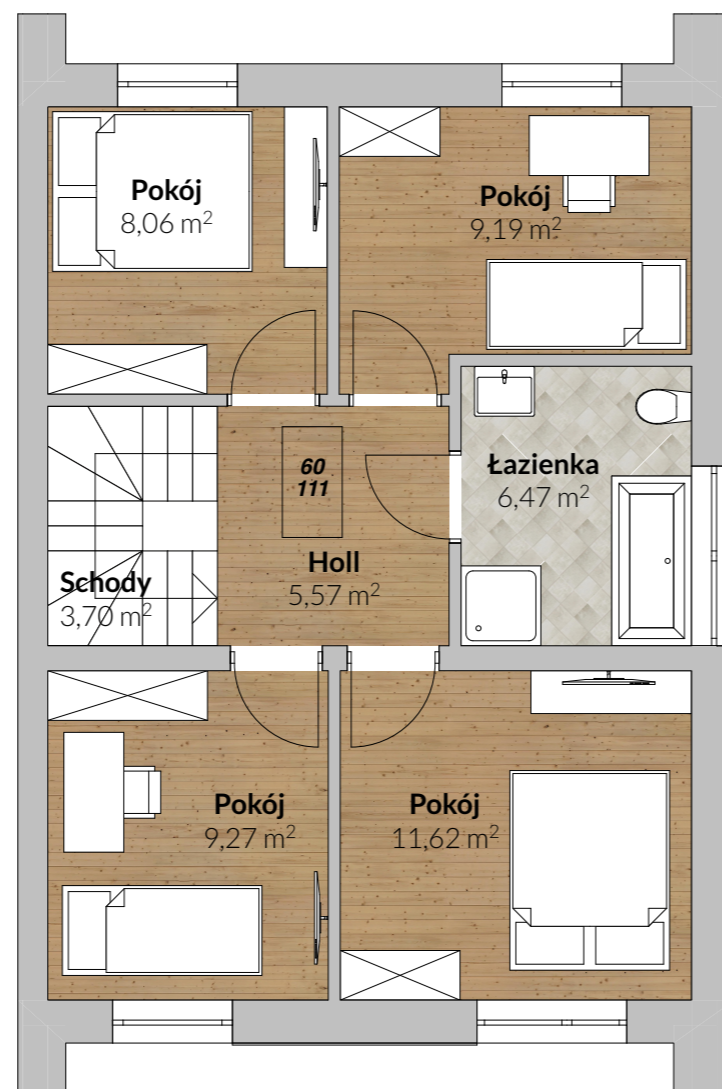 Pokój
8,06 m²
Pokój
9,19 m²
60
111
Łazienka
6,47 m²
Holl
5,57 m²
Schody
3,70 m²
Pokój
9,27 m²
Pokój
11,62 m²